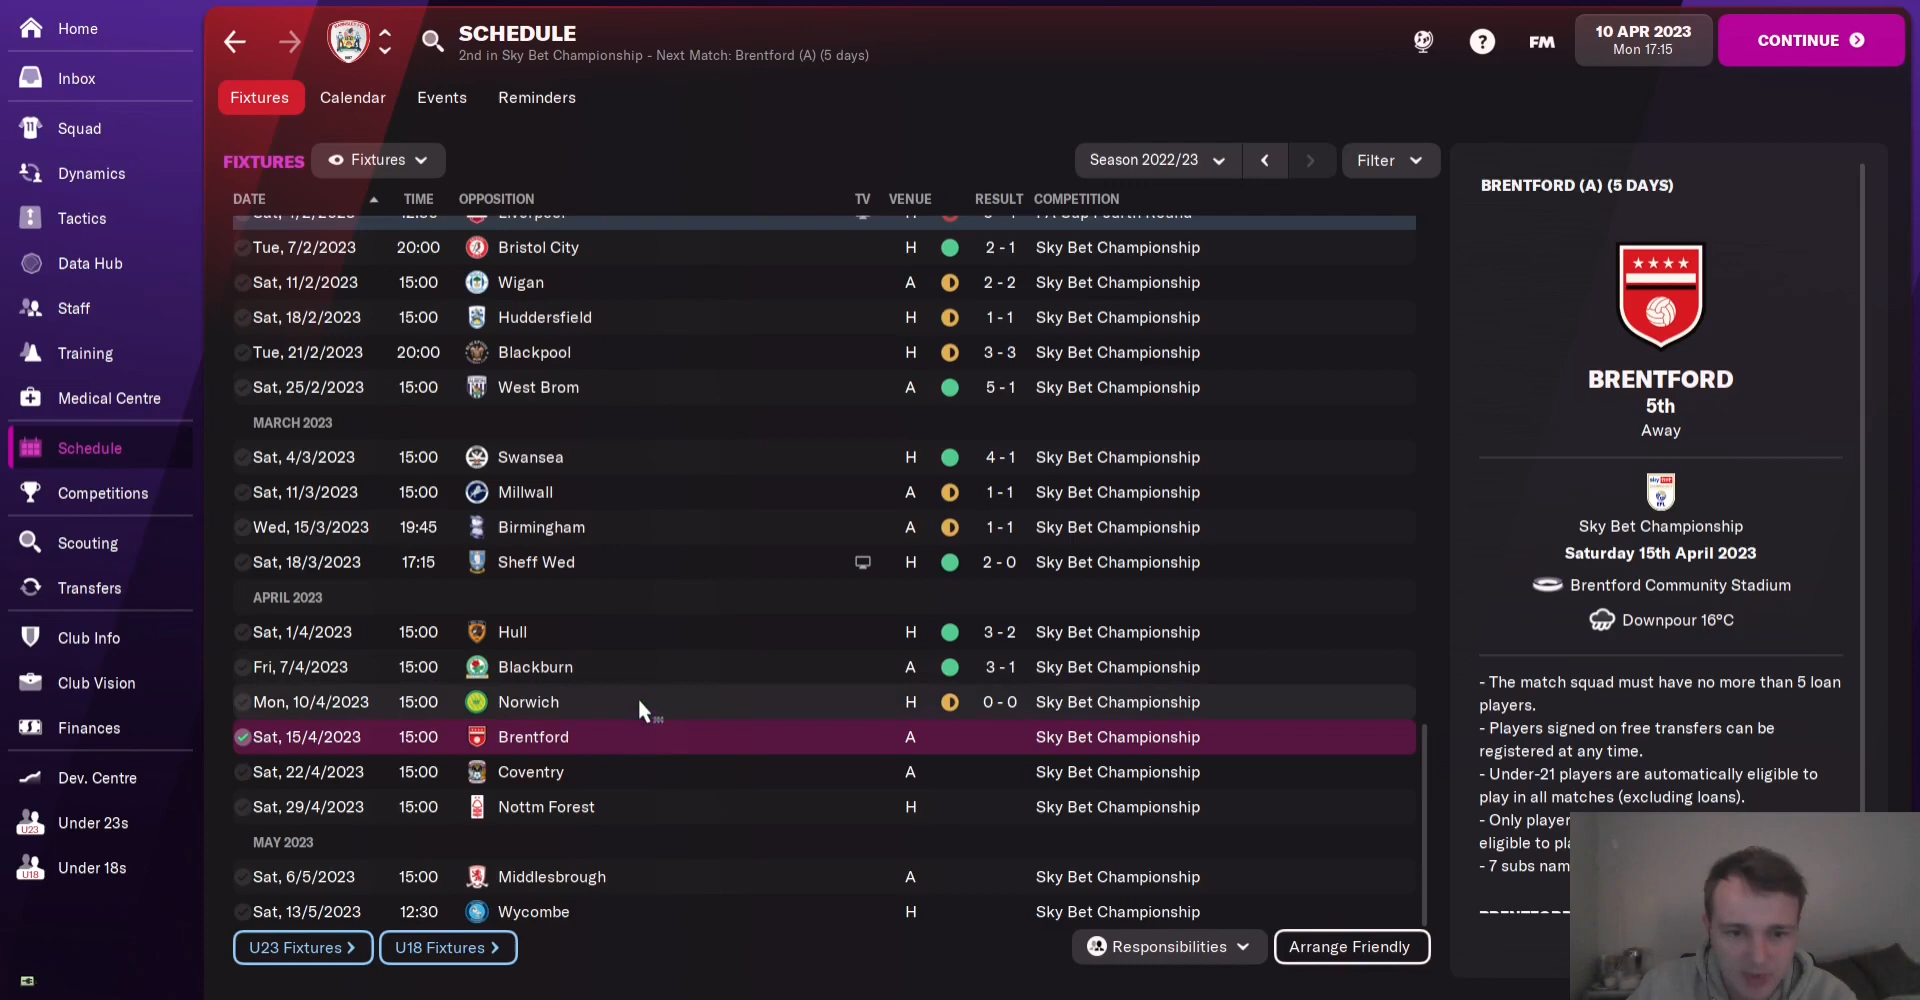 Home
Inbox
Squad
Dynamics
Tactics
Data Hub
Staff
Training
Medical Centre
Schedule
Competitions
Scouting
Transfers
Club Info
Club Vision
Finances
Dev. Centre
U23 Under 23s
U18 Under 18s
SCHEDULE
2nd in Sky Bet Championship - Next Match: Brentford (A) (5 days)
? FM
10 APR 2023
Mon 17:15
CONTINUE
Fixtures Calendar Events Reminders
FIXTURES Fixtures Season 2022/23 Filter
DATE TIME OPPOSITION TV VENUE RESULT COMPETITION
Tue, 7/2/2023 20:00 Bristol City H 2 - 1 Sky Bet Championship
Sat, 11/2/2023 15:00 Wigan A 2 - 2 Sky Bet Championship
Sat, 18/2/2023 15:00 Huddersfield H 1 - 1 Sky Bet Championship
Tue, 21/2/2023 20:00 Blackpool H 3 - 3 Sky Bet Championship
Sat, 25/2/2023 15:00 West Brom A 5 - 1 Sky Bet Championship
MARCH 2023
Sat, 4/3/2023 15:00 Swansea H 4 - 1 Sky Bet Championship
Sat, 11/3/2023 15:00 Millwall A 1 - 1 Sky Bet Championship
Wed, 15/3/2023 19:45 Birmingham A 1 - 1 Sky Bet Championship
Sat, 18/3/2023 17:15 Sheff Wed H 2 - 0 Sky Bet Championship
APRIL 2023
Sat, 1/4/2023 15:00 Hull H 3 - 2 Sky Bet Championship
Fri, 7/4/2023 15:00 Blackburn A 3 - 1 Sky Bet Championship
Mon, 10/4/2023 15:00 Norwich H 0 - 0 Sky Bet Championship
Sat, 15/4/2023 15:00 Brentford A Sky Bet Championship
Sat, 22/4/2023 15:00 Coventry A Sky Bet Championship
Sat, 29/4/2023 15:00 Nottm Forest H Sky Bet Championship
MAY 2023
Sat, 6/5/2023 15:00 Middlesbrough A Sky Bet Championship
Sat, 13/5/2023 12:30 Wycombe H Sky Bet Championship
U23 Fixtures U18 Fixtures Responsibilities Arrange Friendly
BRENTFORD (A) (5 DAYS)
BRENTFORD
5th
Away
Sky Bet Championship
Saturday 15th April 2023
Brentford Community Stadium
Downpour 16°C
- The match squad must have no more than 5 loan
players.
- Players signed on free transfers can be
registered at any time.
- Under-21 players are automatically eligible to
play in all matches (excluding loans).
- Only player
eligible to pl
- 7 subs nam